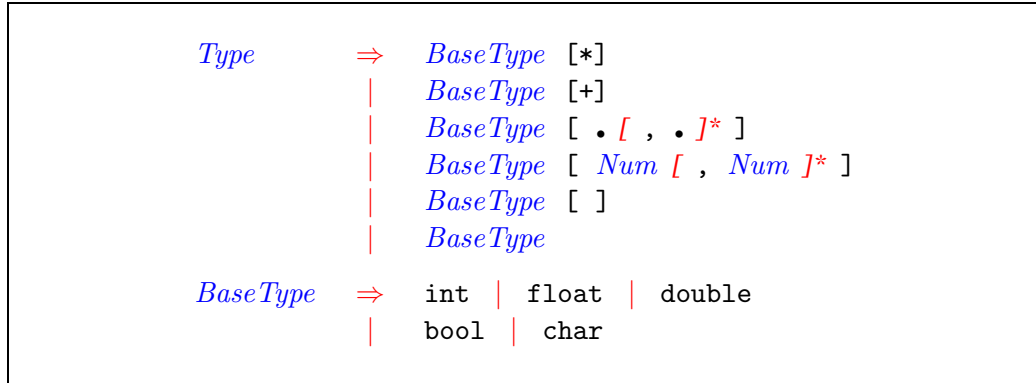 Type ⇒ BaseType [*]
| BaseType [+]
| BaseType [ . [ , . ]* ]
| BaseType [ Num [ , Num ]* ]
| BaseType [ ]
| BaseType
BaseType ⇒ int | float | double
| bool | char